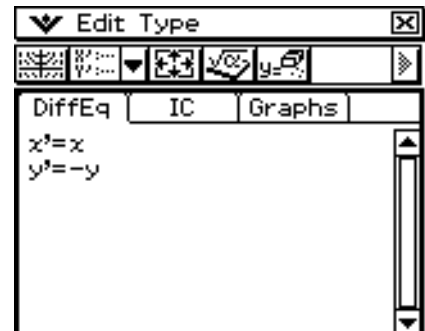 Edit Type
y=
DiffEq IC Graphs
x'=x
y'=-y